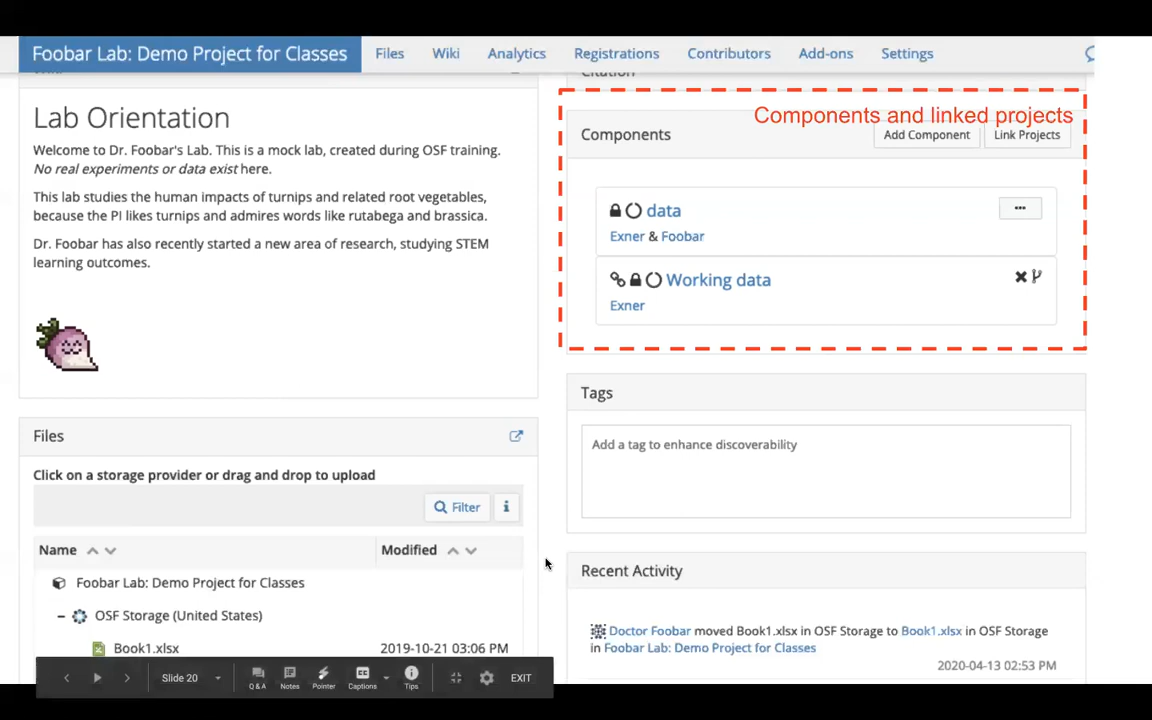 Foobar Lab: Demo Project for Classes Files Wiki Analytics Registrations Contributors Add-ons Settings
Lab Orientation
Welcome to Dr. Foobar's Lab. This is a mock lab, created during OSF training.
No real experiments or data exist here.
This lab studies the human impacts of turnips and related root vegetables,
because the PI likes turnips and admires words like rutabega and brassica.
Dr. Foobar has also recently started a new area of research, studying STEM
learning outcomes.
Files
Click on a storage provider or drag and drop to upload
Filter
Name Modified
Foobar Lab: Demo Project for Classes
OSF Storage (United States)
Book1.xlsx 2019-10-21 03:06 PM
Citation
Components and linked projects
Components Add Component Link Projects
data
Exner & Foobar
Working data
Exner
Tags
Add a tag to enhance discoverability
Recent Activity
Doctor Foobar moved Book1.xlsx in OSF Storage to Book1.xlsx in OSF Storage
in Foobar Lab: Demo Project for Classes
2020-04-13 02:53 PM
Slide 20 Q & A Notes Pointer Captions Tips EXIT